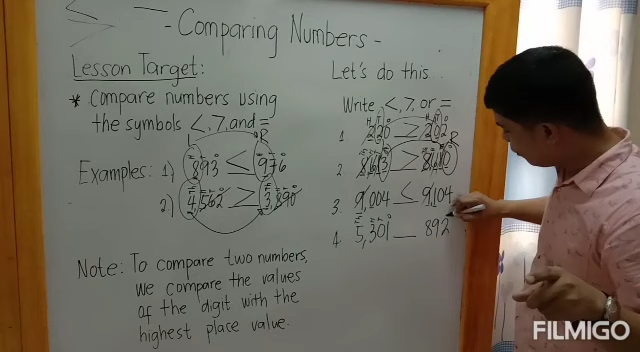 - Comparing Numbers -
Lesson Target:
* Compare numbers using
the symbols <, >, and =
Examples: 1) 893 < 976
2) 4,562 > 3,890
Note: To compare two numbers,
we compare the values
of the digit with the
highest place value.
Let's do this
Write <, >, or =
1. 220 > 202
2. 8,613 > 8,610
3. 9,004 < 9,104
4. 5,301 __ 892
FILMIGO